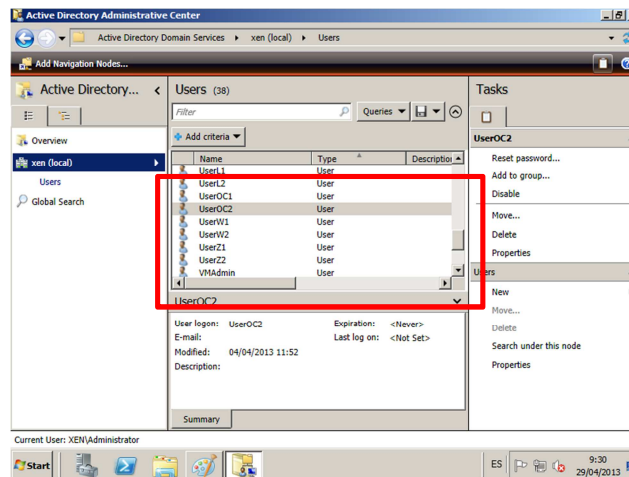 Active Directory Administrative Center
Active Directory Domain Services ▸ xen (local) ▸ Users
Add Navigation Nodes...
Active Directory...
Overview
xen (local)
Users
Global Search
Users (38)
Filter
Queries
Add criteria
Name Type Description
UserL1 User
UserL2 User
UserOC1 User
UserOC2 User
UserW1 User
UserW2 User
UserZ1 User
UserZ2 User
VMAdmin User
UserOC2
User logon: UserOC2 Expiration: <Never>
E-mail: Last log on: <Not Set>
Modified: 04/04/2013 11:52
Description:
Summary
Tasks
UserOC2
Reset password...
Add to group...
Disable
Move...
Delete
Properties
Users
New
Move...
Delete
Search under this node
Properties
Current User: XEN\Administrator
Start
ES
9:30
29/04/2013